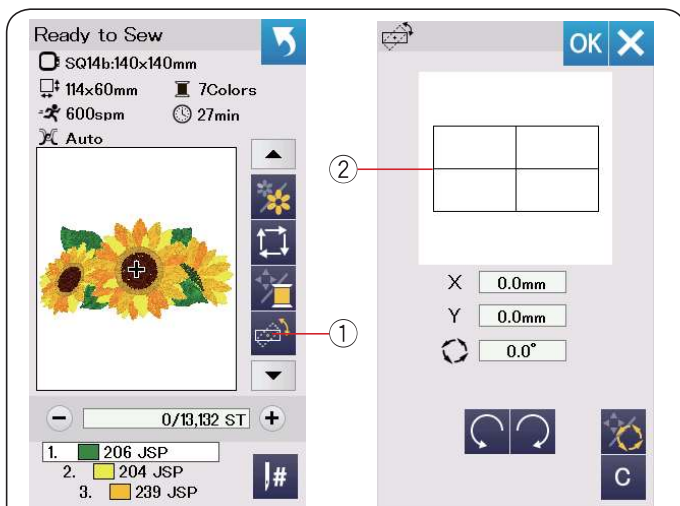 Ready to Sew
SQ14b:140x140mm
114x60mm 7Colors
600spm 27min
Auto
①
0/13,132 ST
1. 206 JSP
2. 204 JSP
3. 239 JSP
#
OK
②
X 0.0mm
Y 0.0mm
0.0°
C